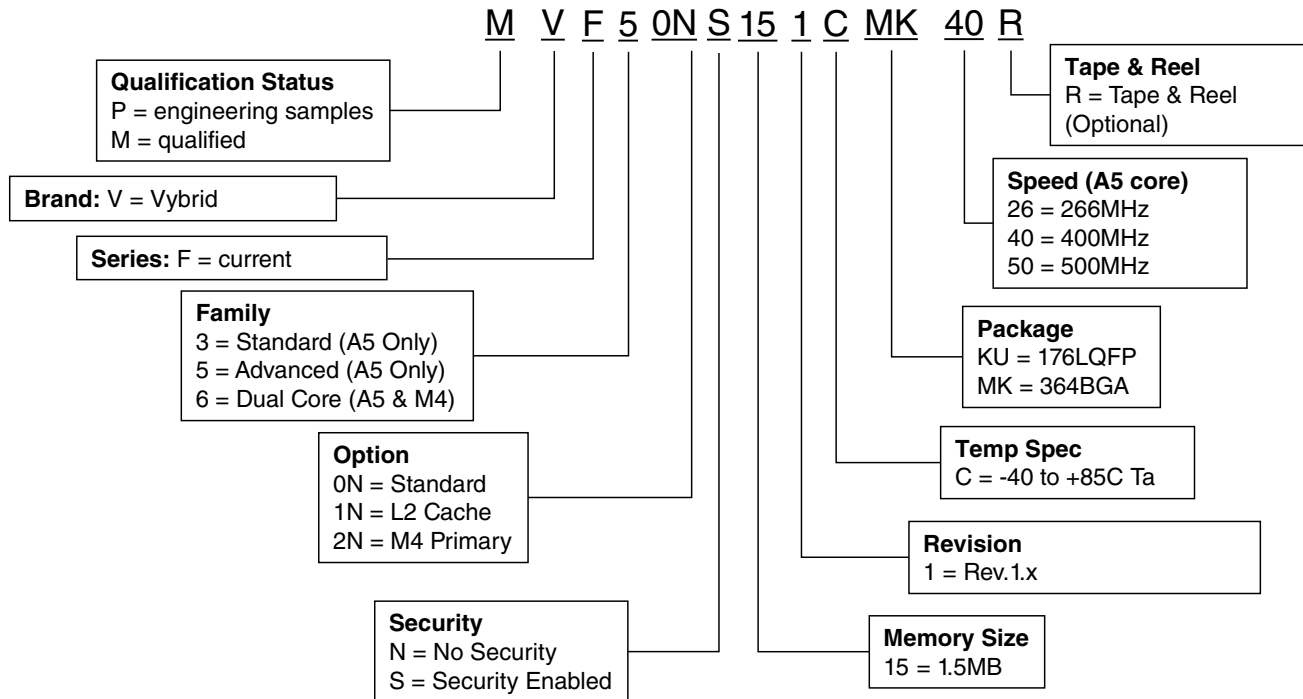 M V F 5 0N S 15 1 C MK 40 R
Qualification Status
P = engineering samples
M = qualified
Brand: V = Vybrid
Series: F = current
Family
3 = Standard (A5 Only)
5 = Advanced (A5 Only)
6 = Dual Core (A5 & M4)
Option
0N = Standard
1N = L2 Cache
2N = M4 Primary
Security
N = No Security
S = Security Enabled
Tape & Reel
R = Tape & Reel
(Optional)
Speed (A5 core)
26 = 266MHz
40 = 400MHz
50 = 500MHz
Package
KU = 176LQFP
MK = 364BGA
Temp Spec
C = -40 to +85C Ta
Revision
1 = Rev.1.x
Memory Size
15 = 1.5MB